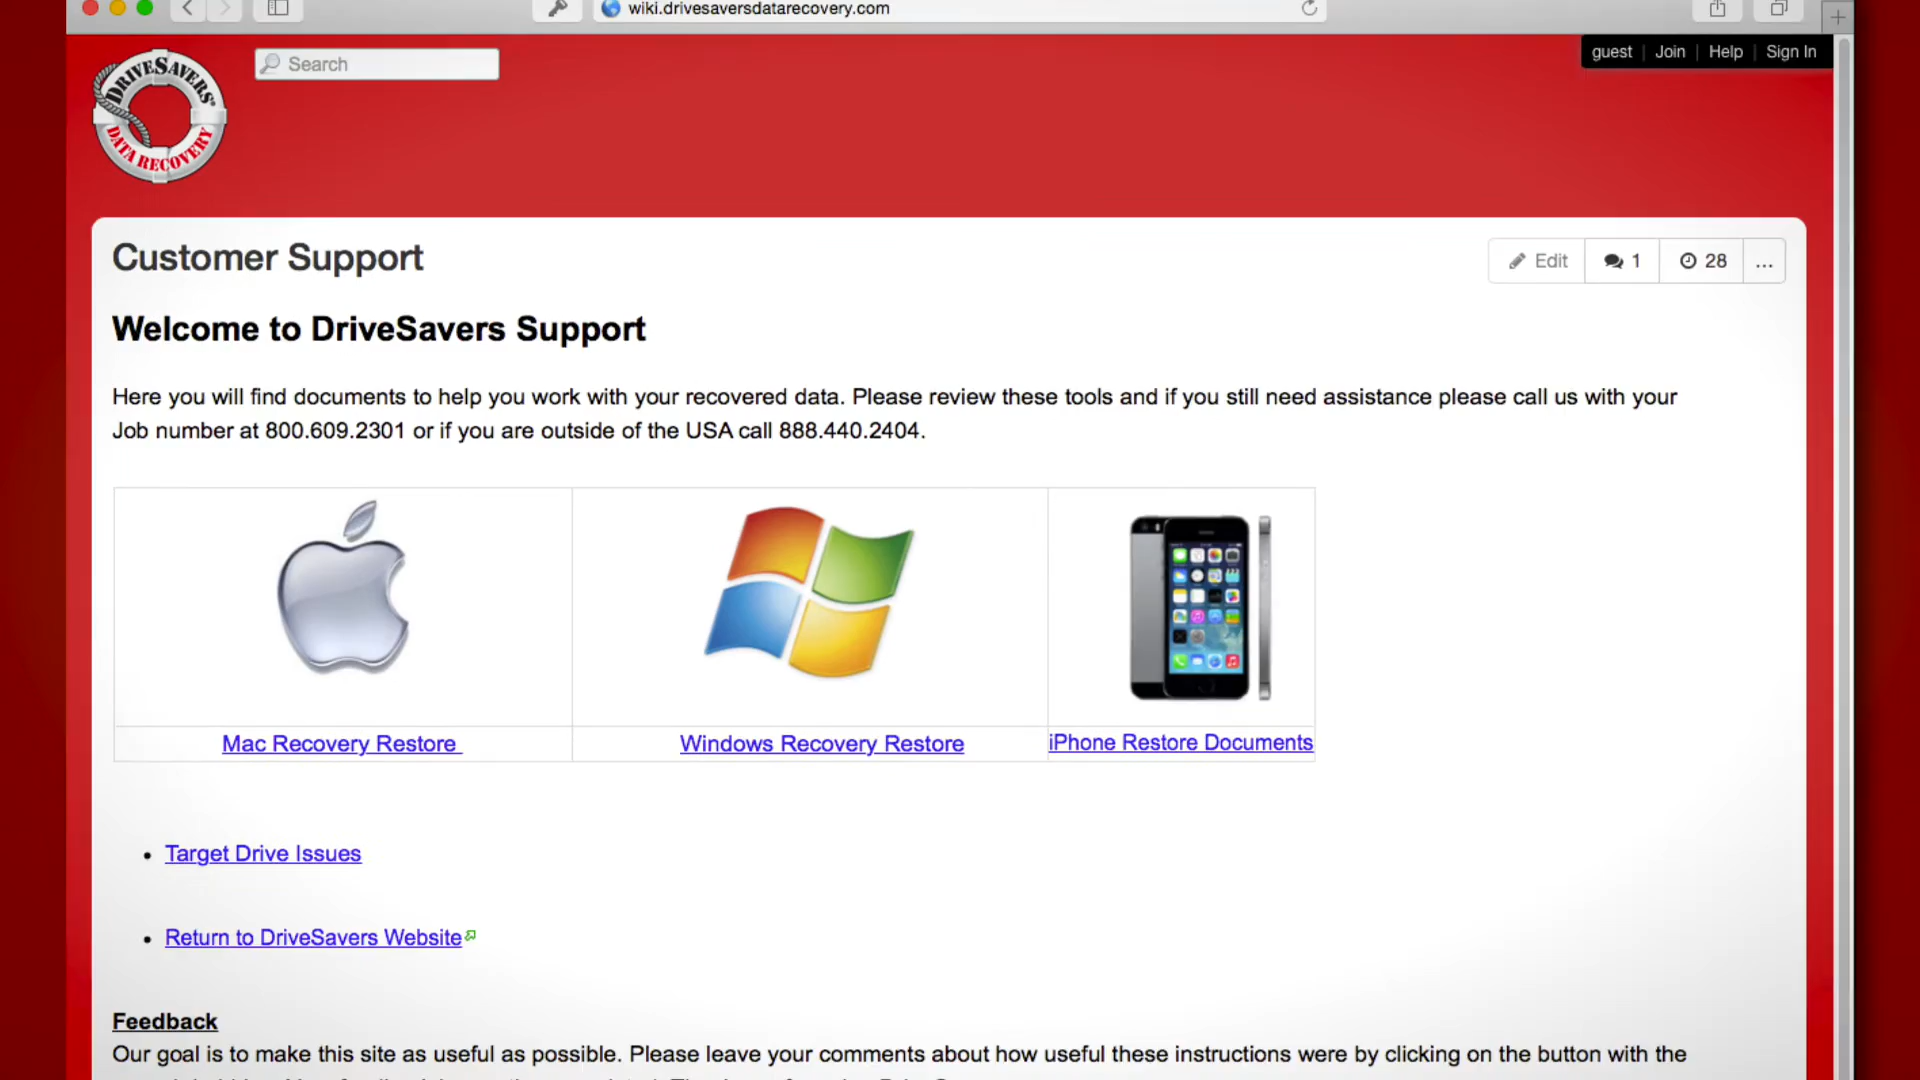 wiki.drivesaversdatarecovery.com
guest | Join | Help | Sign In
Search
DRIVESAVERS®
DATA RECOVERY
Customer Support
Edit 1 28 ...
Welcome to DriveSavers Support
Here you will find documents to help you work with your recovered data. Please review these tools and if you still need assistance please call us with your
Job number at 800.609.2301 or if you are outside of the USA call 888.440.2404.
Mac Recovery Restore
Windows Recovery Restore
iPhone Restore Documents
• Target Drive Issues
• Return to DriveSavers Website
Feedback
Our goal is to make this site as useful as possible. Please leave your comments about how useful these instructions were by clicking on the button with the